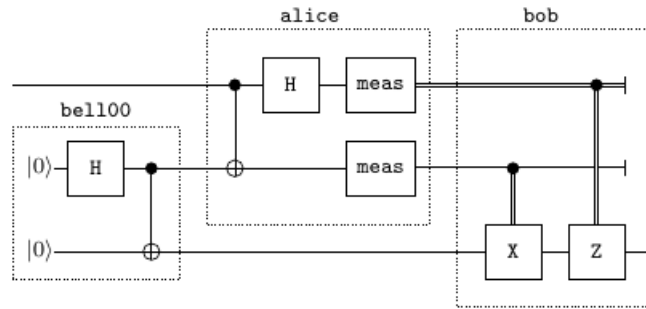 alice
bob
H
meas
bell00
|0⟩
H
meas
|0⟩
X
Z